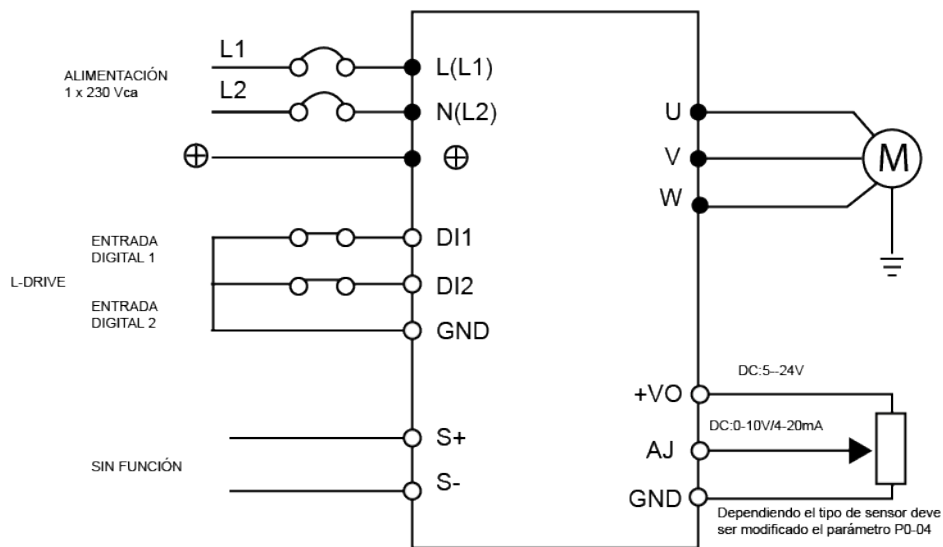 ALIMENTACIÓN
1 x 230 Vca
L1
L(L1)
L2
N(L2)
U
V
W
M
ENTRADA
DIGITAL 1
DI1
L-DRIVE
DI2
ENTRADA
DIGITAL 2
GND
SIN FUNCIÓN
S+
S-
+VO
DC:5--24V
AJ
DC:0-10V/4-20mA
GND
Dependiendo el tipo de sensor deve
ser modificado el parámetro P0-04